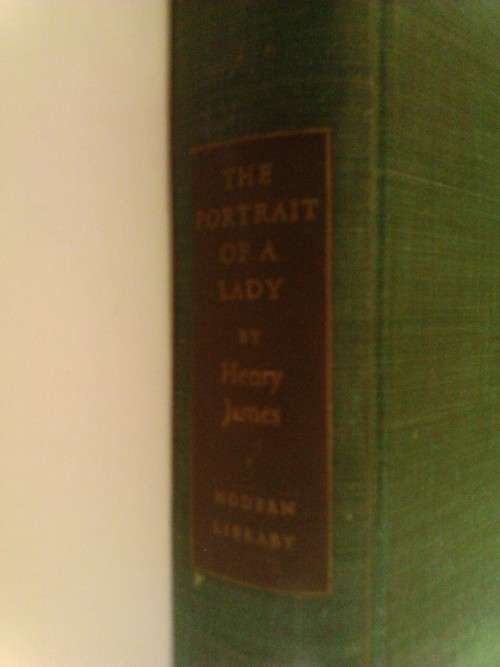 THE
PORTRAIT
OF A
LADY
BY
Henry
James
MODERN
LIBRARY